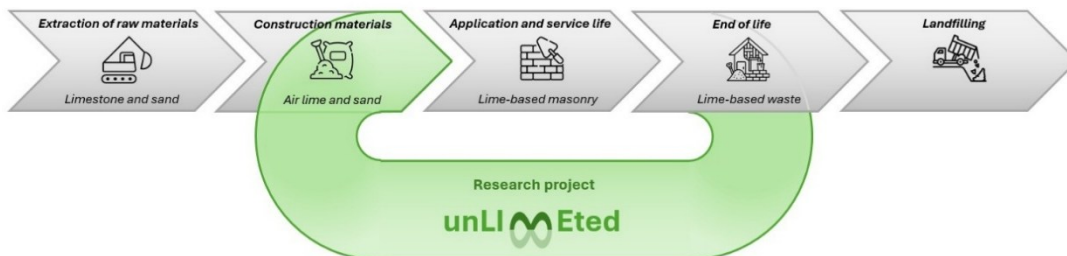 Extraction of raw materials
Limestone and sand
Construction materials
Air lime and sand
Application and service life
Lime-based masonry
End of life
Lime-based waste
Landfilling
Research project
unLIMEted